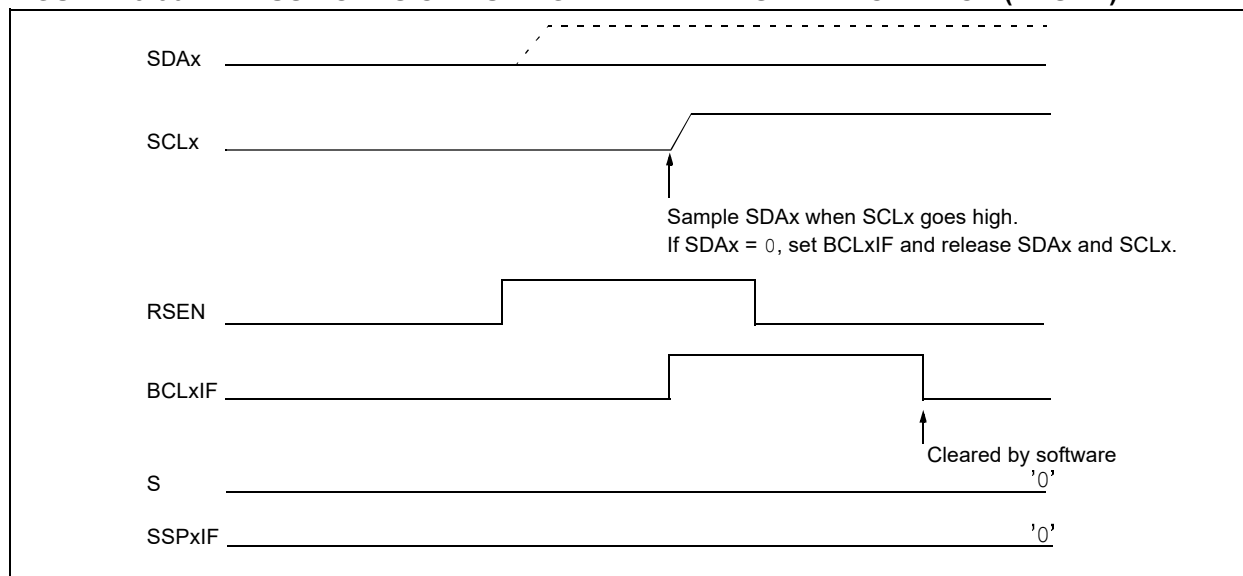 SDAx
SCLx
Sample SDAx when SCLx goes high.
If SDAx = 0, set BCLxIF and release SDAx and SCLx.
RSEN
BCLxIF
Cleared by software
S
'0'
SSPxIF
'0'